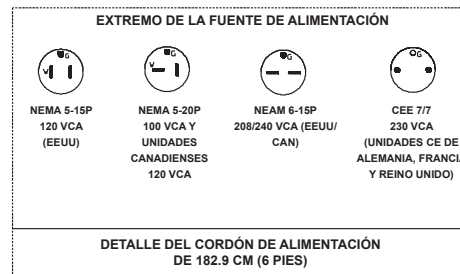 EXTREMO DE LA FUENTE DE ALIMENTACIÓN
G
W
G
W
G
G
NEMA 5-15P
120 VCA
(EEUU)
NEMA 5-20P
100 VCA Y
UNIDADES
CANADIENSES
120 VCA
NEAM 6-15P
208/240 VCA (EEUU/
CAN)
CEE 7/7
230 VCA
(UNIDADES CE DE
ALEMANIA, FRANCIA
Y REINO UNIDO)
DETALLE DEL CORDÓN DE ALIMENTACIÓN
DE 182.9 CM (6 PIES)